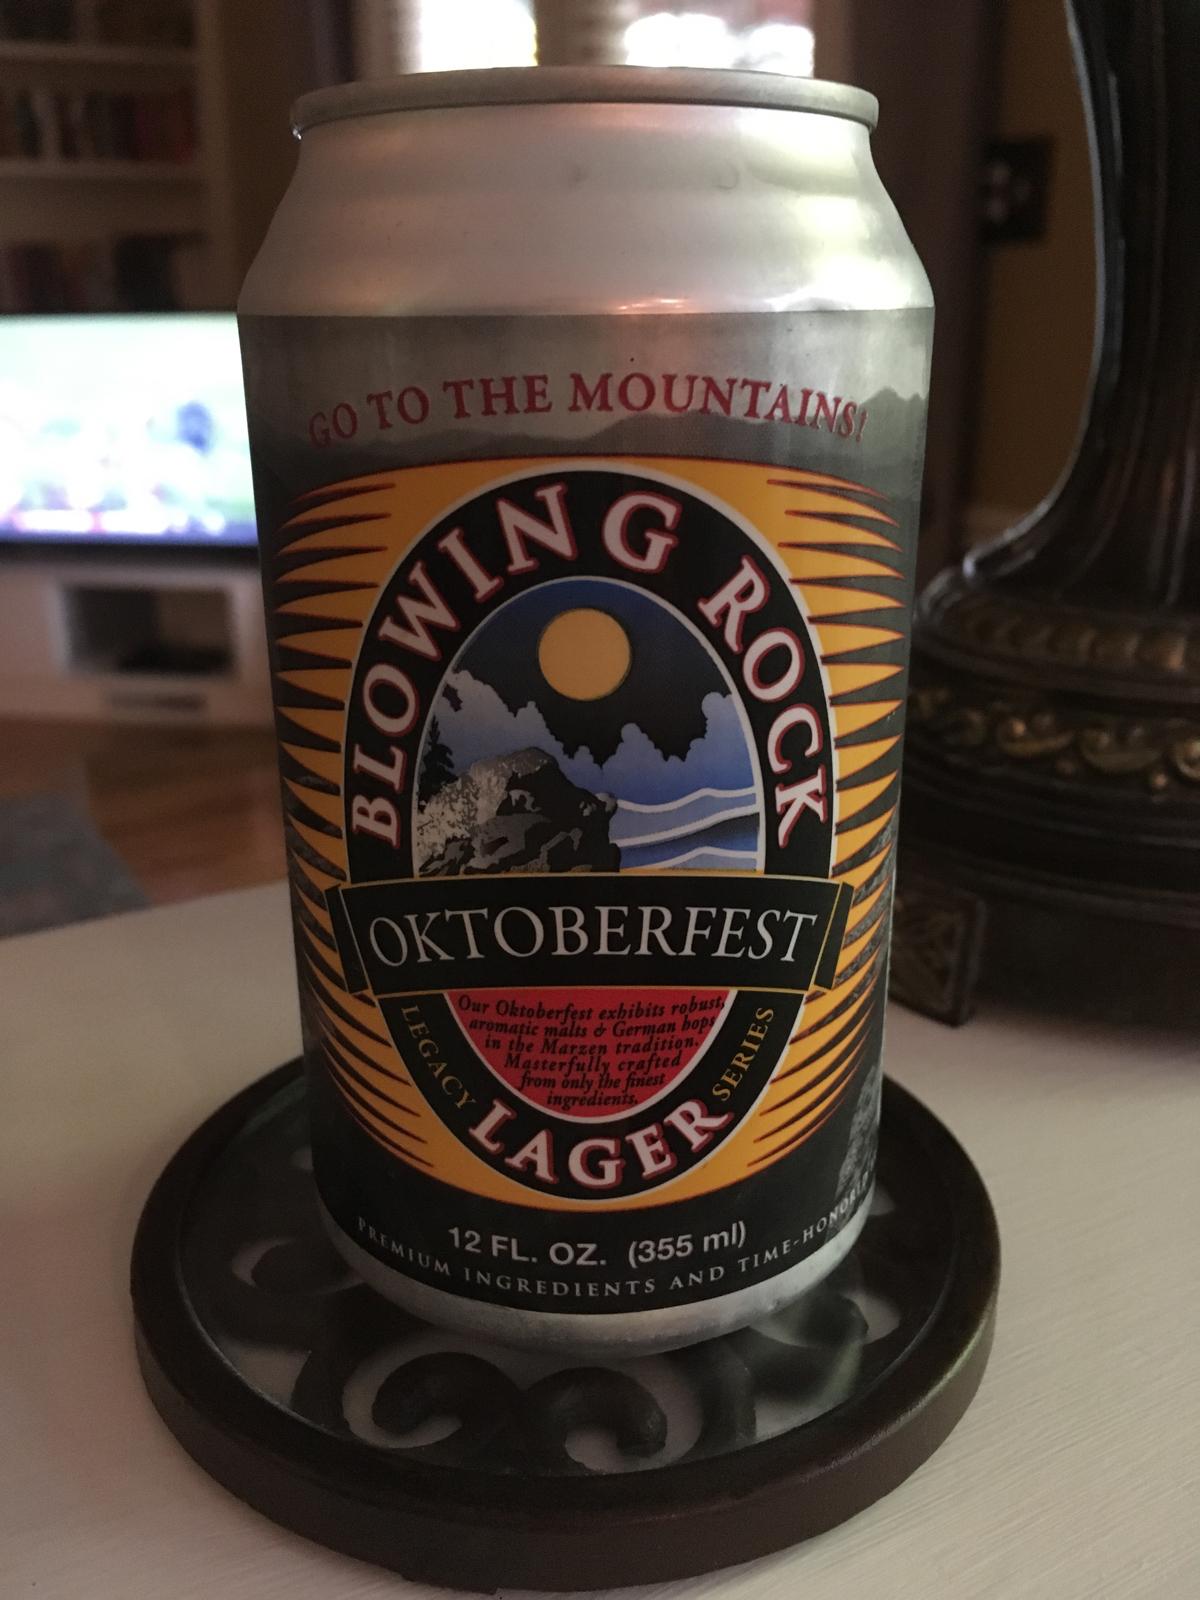 GO TO THE MOUNTAINS!
BLOWING ROCK
OKTOBERFEST
Our Oktoberfest exhibits robust,
aromatic malts & German hops
in the Marzen tradition.
Masterfully crafted
from only the finest
ingredients.
LEGACY SERIES
LAGER
12 FL. OZ. (355 ml)
PREMIUM INGREDIENTS AND TIME-HONORED